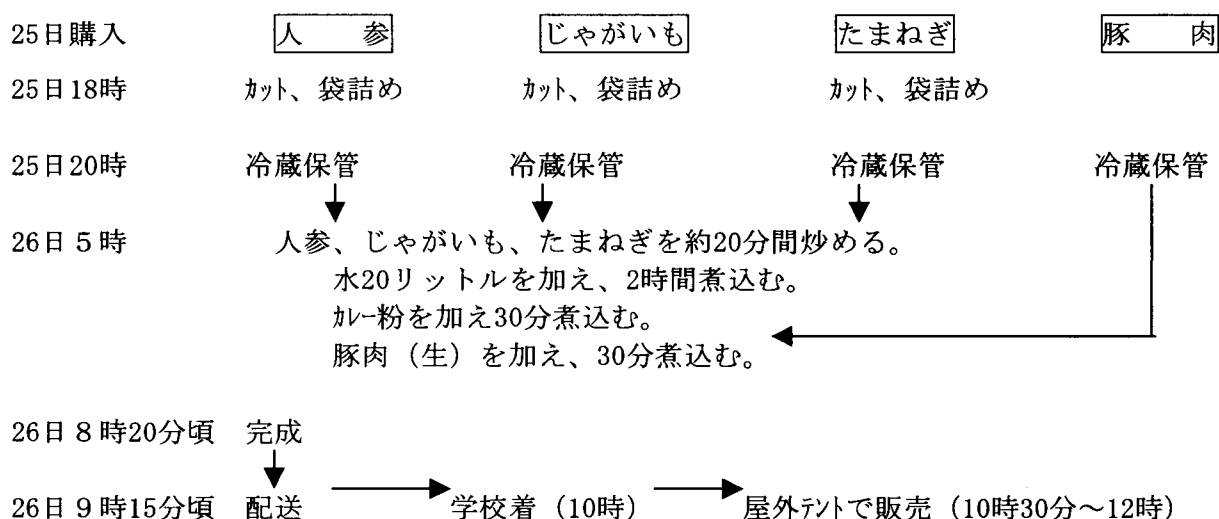 25日購入 人　参 じゃがいも たまねぎ 豚　肉
25日18時 ｶｯﾄ、袋詰め ｶｯﾄ、袋詰め ｶｯﾄ、袋詰め
25日20時 冷蔵保管 冷蔵保管 冷蔵保管 冷蔵保管
26日５時 人参、じゃがいも、たまねぎを約20分間炒める。
水20リットルを加え、2時間煮込む。
ｶﾚｰ粉を加え30分煮込む。
豚肉（生）を加え、30分煮込む。
26日８時20分頃 完成
26日９時15分頃 配送 学校着（10時） 屋外ﾃﾝﾄで販売（10時30分～12時）